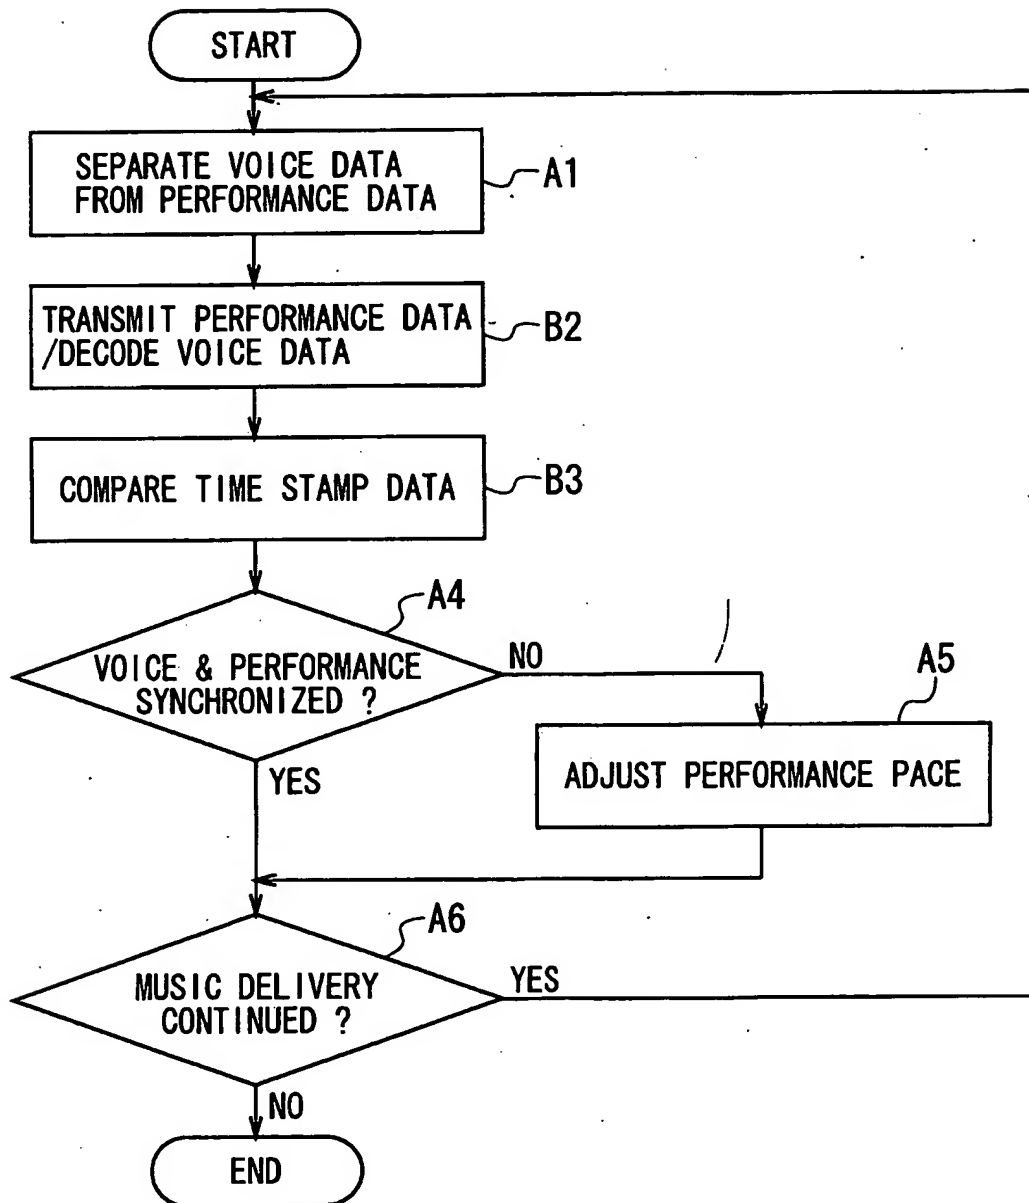 START
SEPARATE VOICE DATA
FROM PERFORMANCE DATA
A1
TRANSMIT PERFORMANCE DATA
/DECODE VOICE DATA
B2
COMPARE TIME STAMP DATA
B3
A4
VOICE & PERFORMANCE
SYNCHRONIZED ?
NO
A5
YES
ADJUST PERFORMANCE PACE
A6
MUSIC DELIVERY
CONTINUED ?
YES
NO
END